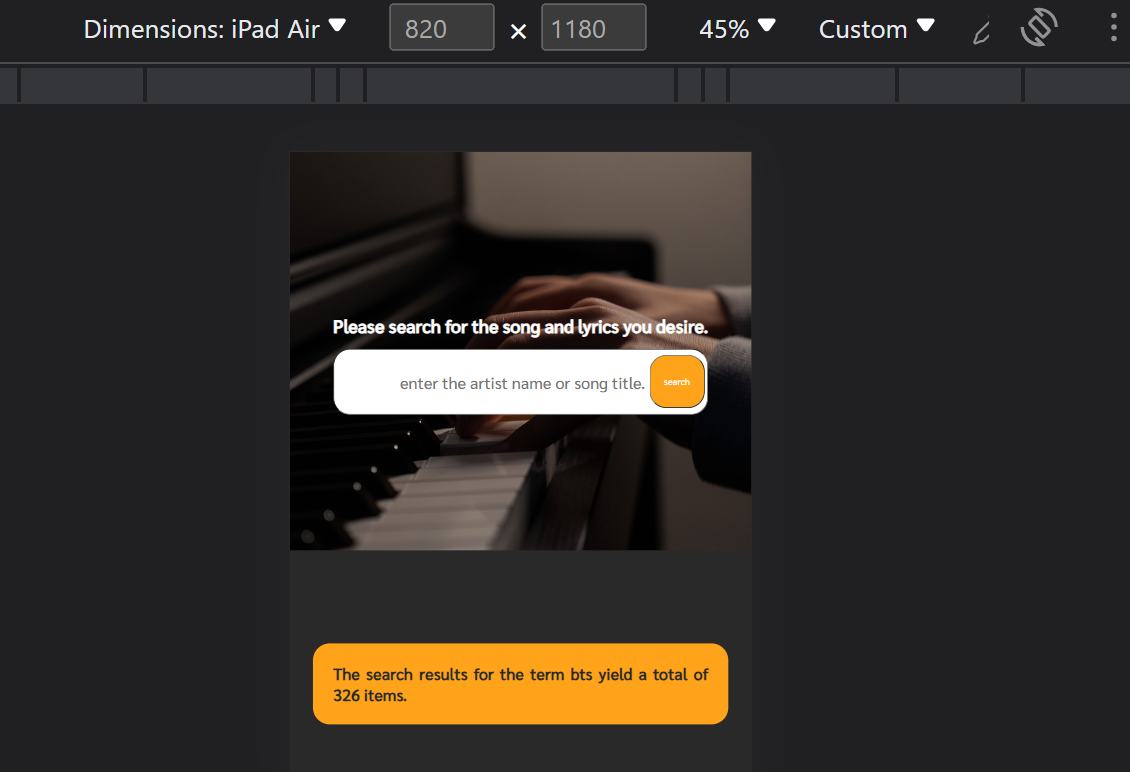 Dimensions: iPad Air 820 × 1180 45% Custom
Please search for the song and lyrics you desire.
enter the artist name or song title. search
The search results for the term bts yield a total of
326 items.